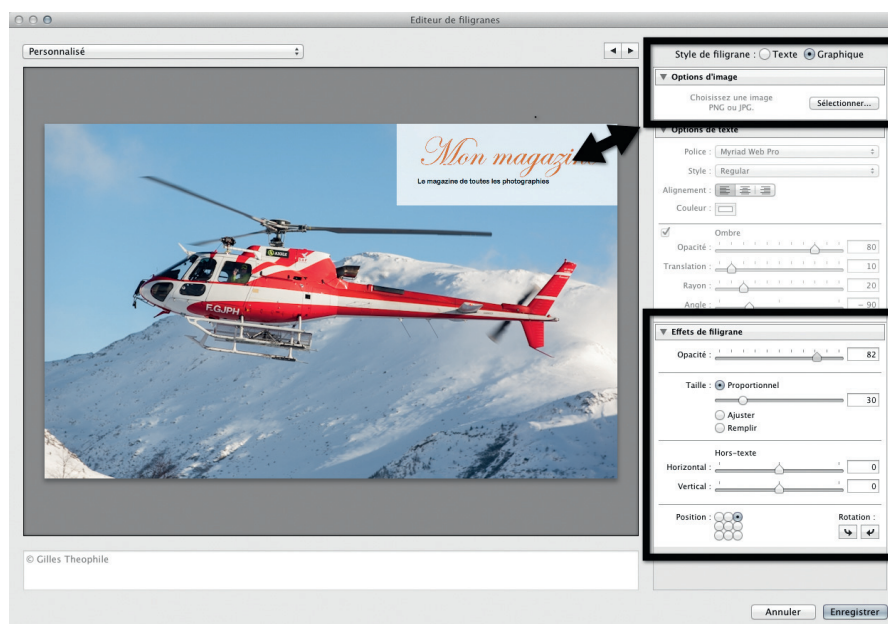 Editeur de filigranes
Personnalisé
Style de filigrane : Texte Graphique
Options d'image
Choisissez une image
PNG ou JPG.
Sélectionner...
Mon magazin
Le magazine de toutes les photographies
Options de texte
Police : Myriad Web Pro
Style : Regular
Alignement :
Couleur :
Ombre
Opacité : 80
Translation : 10
Rayon : 20
Angle : - 90
F-GJPH
Effets de filigrane
Opacité : 82
Taille : Proportionnel
30
Ajuster
Remplir
Hors-texte
Horizontal : 0
Vertical : 0
Position : Rotation :
© Gilles Theophile
Annuler Enregistrer